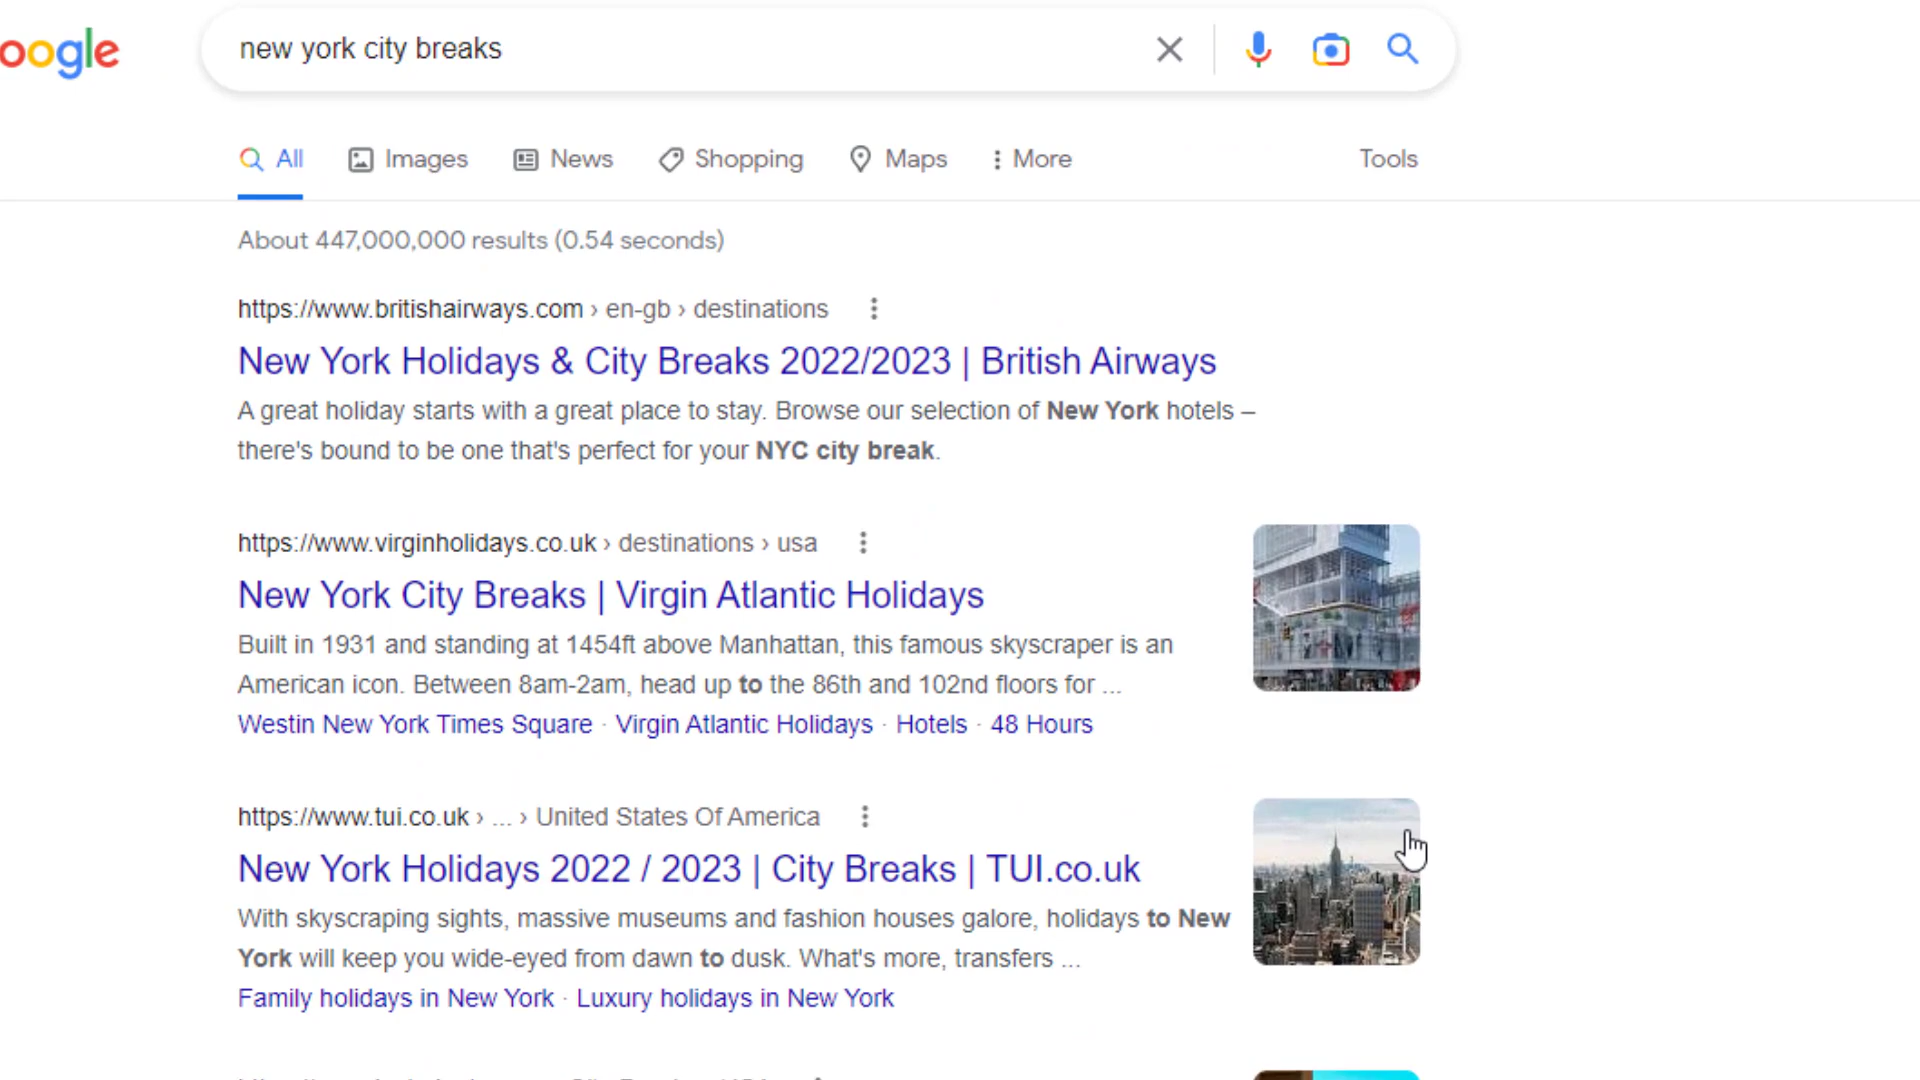 oogle
new york city breaks
All Images News Shopping Maps More Tools
About 447,000,000 results (0.54 seconds)
https://www.britishairways.com › en-gb › destinations
New York Holidays & City Breaks 2022/2023 | British Airways
A great holiday starts with a great place to stay. Browse our selection of New York hotels –
there's bound to be one that's perfect for your NYC city break.
https://www.virginholidays.co.uk › destinations › usa
New York City Breaks | Virgin Atlantic Holidays
Built in 1931 and standing at 1454ft above Manhattan, this famous skyscraper is an
American icon. Between 8am-2am, head up to the 86th and 102nd floors for ...
Westin New York Times Square · Virgin Atlantic Holidays · Hotels · 48 Hours
https://www.tui.co.uk › ... › United States Of America
New York Holidays 2022 / 2023 | City Breaks | TUI.co.uk
With skyscraping sights, massive museums and fashion houses galore, holidays to New
York will keep you wide-eyed from dawn to dusk. What's more, transfers ...
Family holidays in New York · Luxury holidays in New York